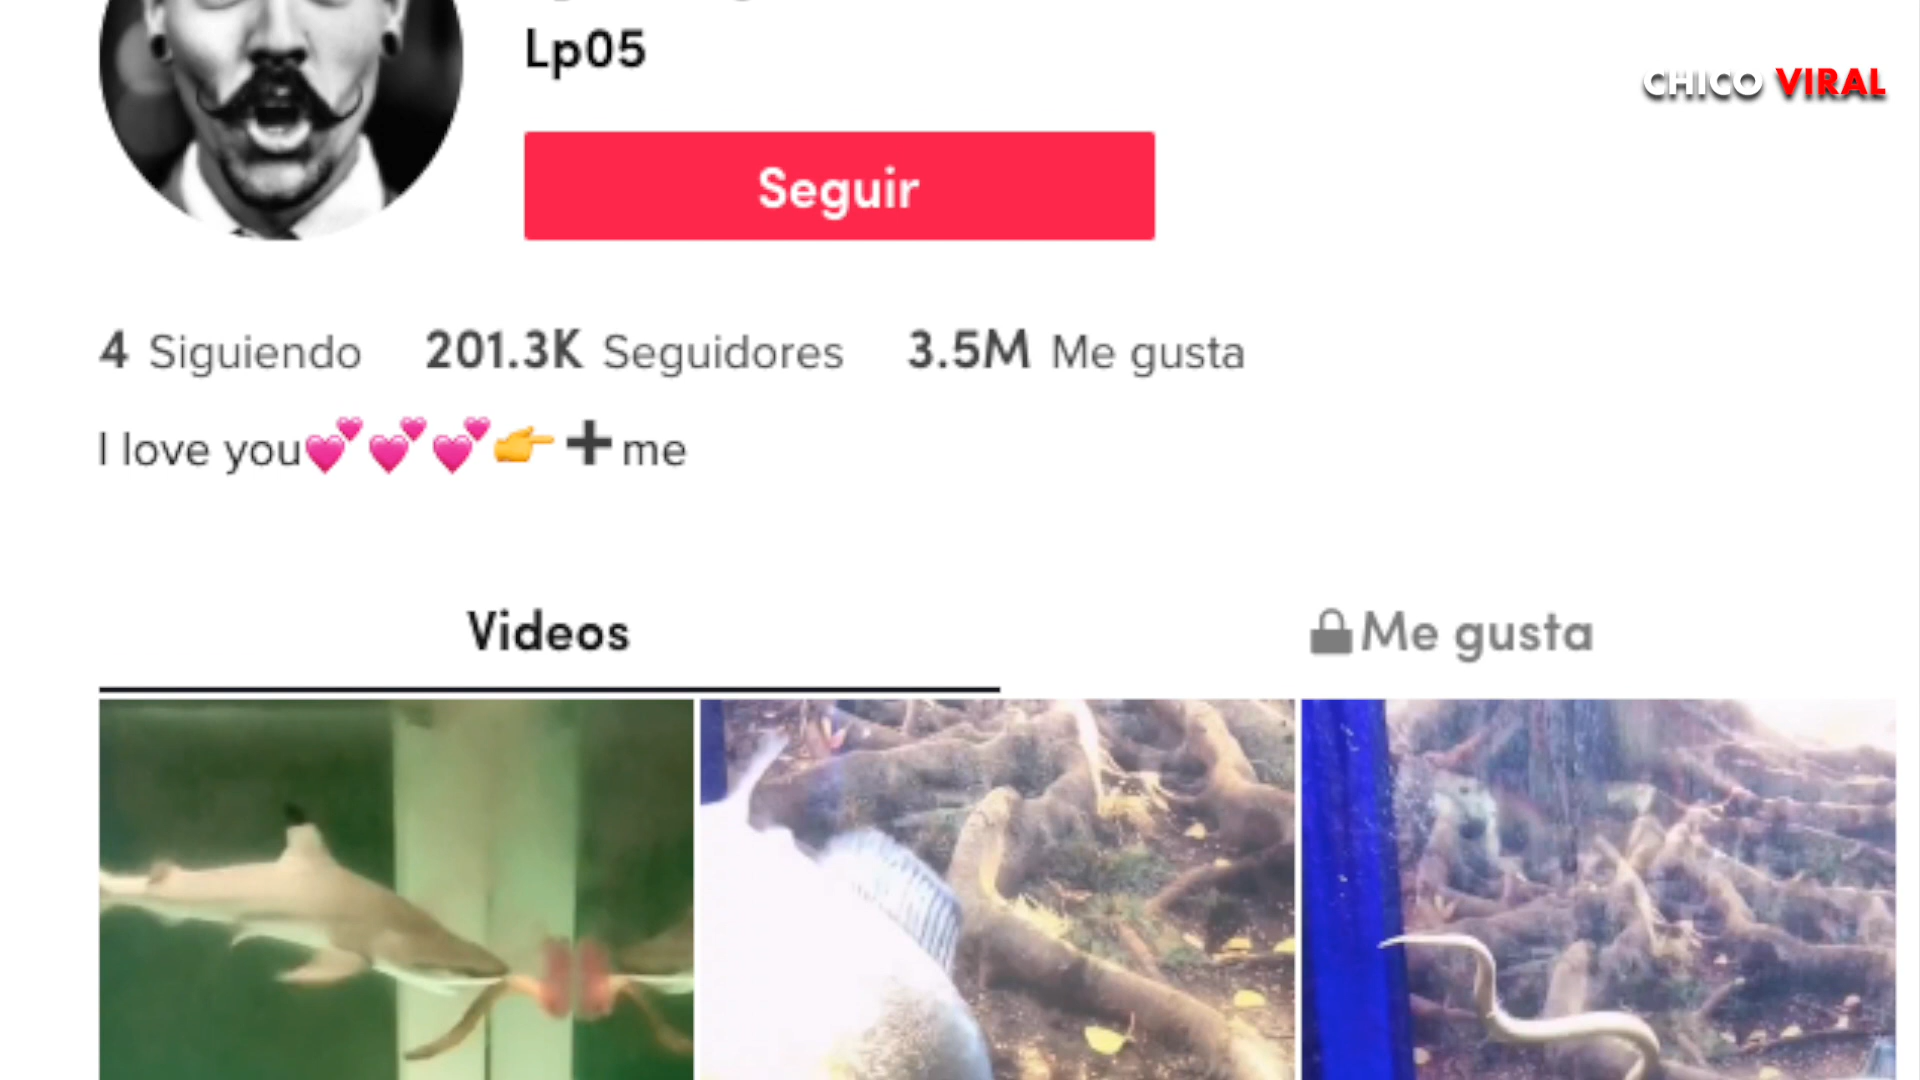 Lp05
CHICO VIRAL
Seguir
4 Siguiendo 201.3K Seguidores 3.5M Me gusta
I love you💕💕💕👉➕me
Videos
Me gusta